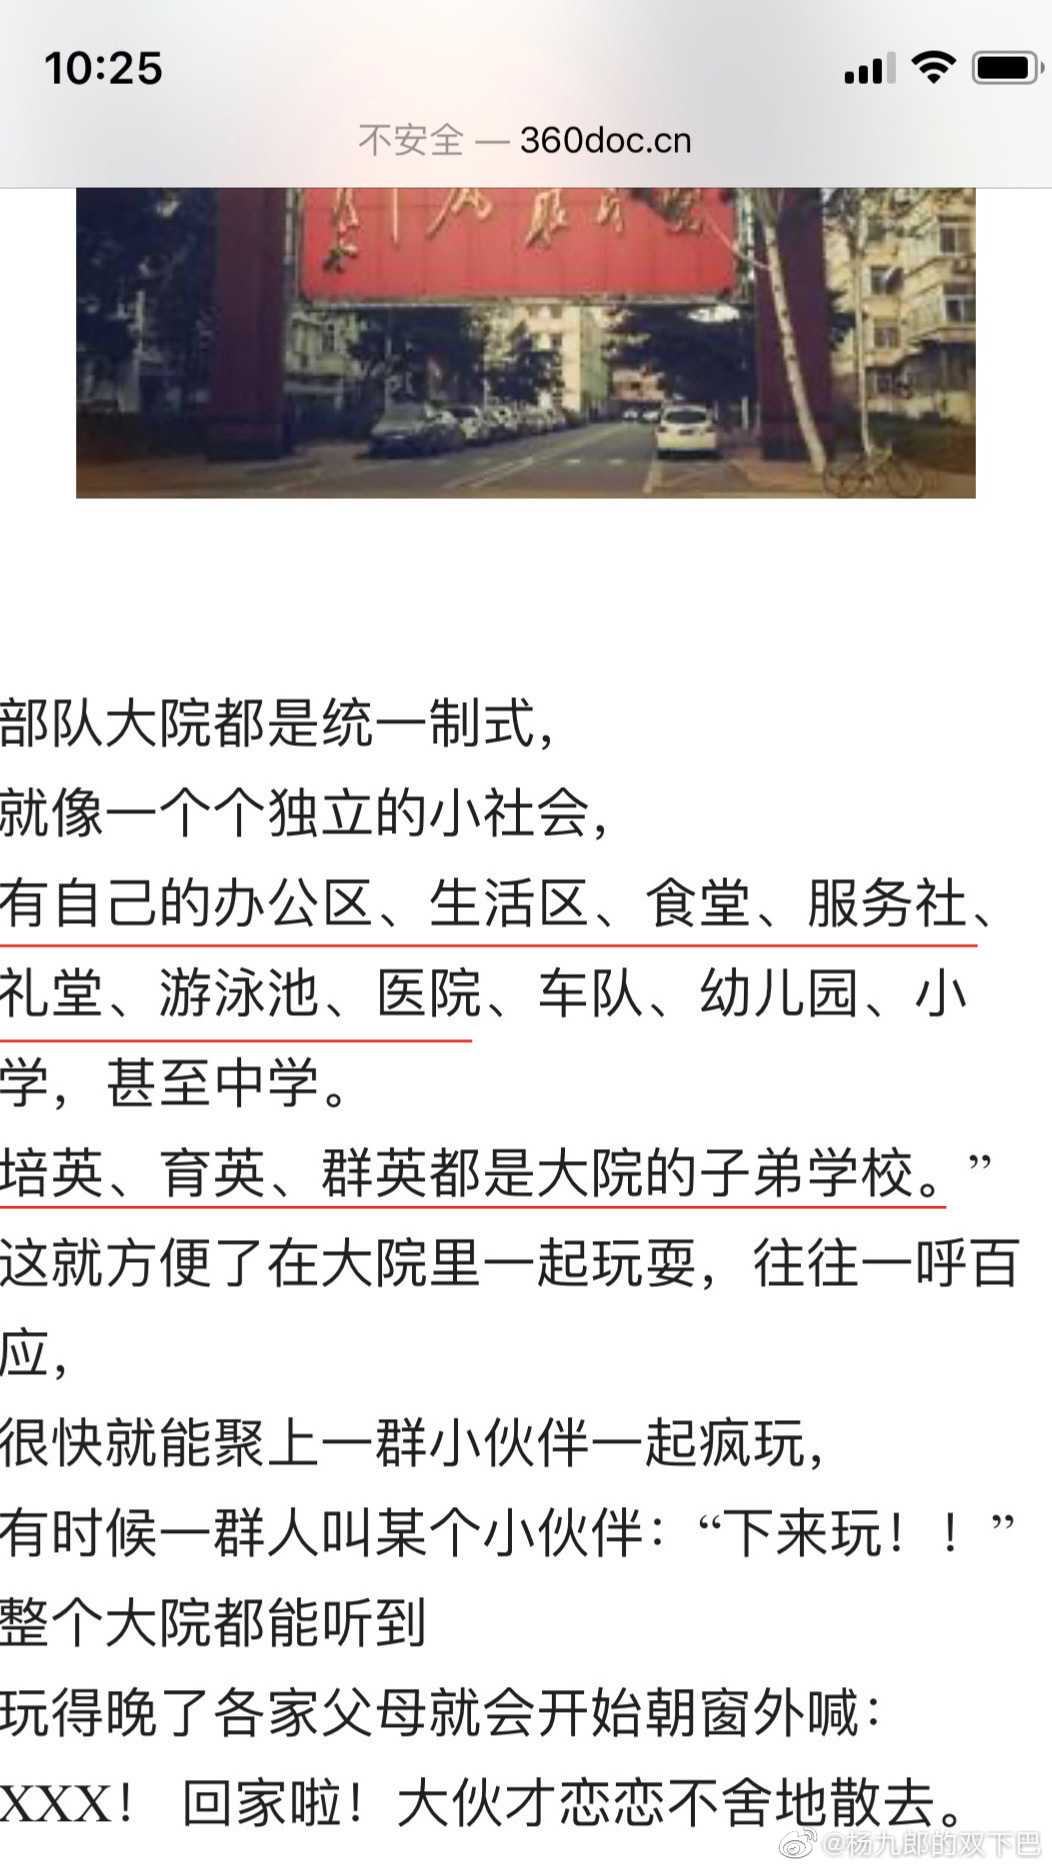 10:25
不安全 — 360doc.cn
部队大院都是统一制式，
就像一个个独立的小社会，
有自己的办公区、生活区、食堂、服务社、
礼堂、游泳池、医院、车队、幼儿园、小
学，甚至中学。
培英、育英、群英都是大院的子弟学校。”
这就方便了在大院里一起玩耍，往往一呼百
应，
很快就能聚上一群小伙伴一起疯玩，
有时候一群人叫某个小伙伴：“下来玩！！”
整个大院都能听到
玩得晚了各家父母就会开始朝窗外喊：
XXX！ 回家啦！大伙才恋恋不舍地散去。
@杨九郎的双下巴